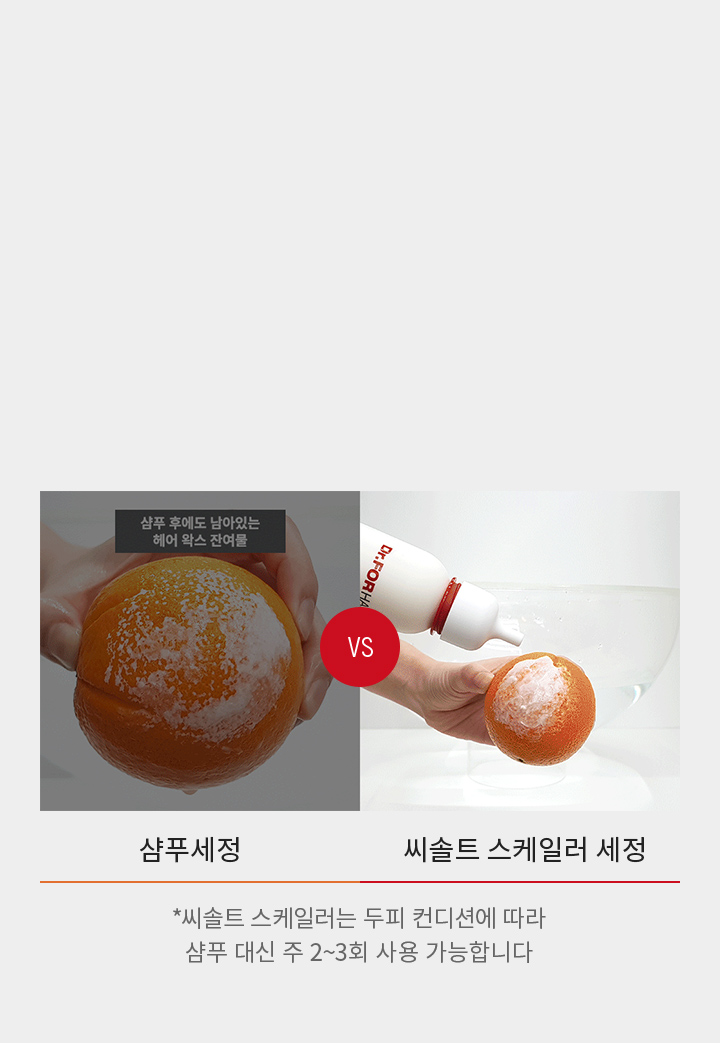 샴푸 후에도 남아있는
헤어 왁스 잔여물
Dr.FORHA
VS
샴푸세정
씨솔트 스케일러 세정
*씨솔트 스케일러는 두피 컨디션에 따라
샴푸 대신 주 2~3회 사용 가능합니다